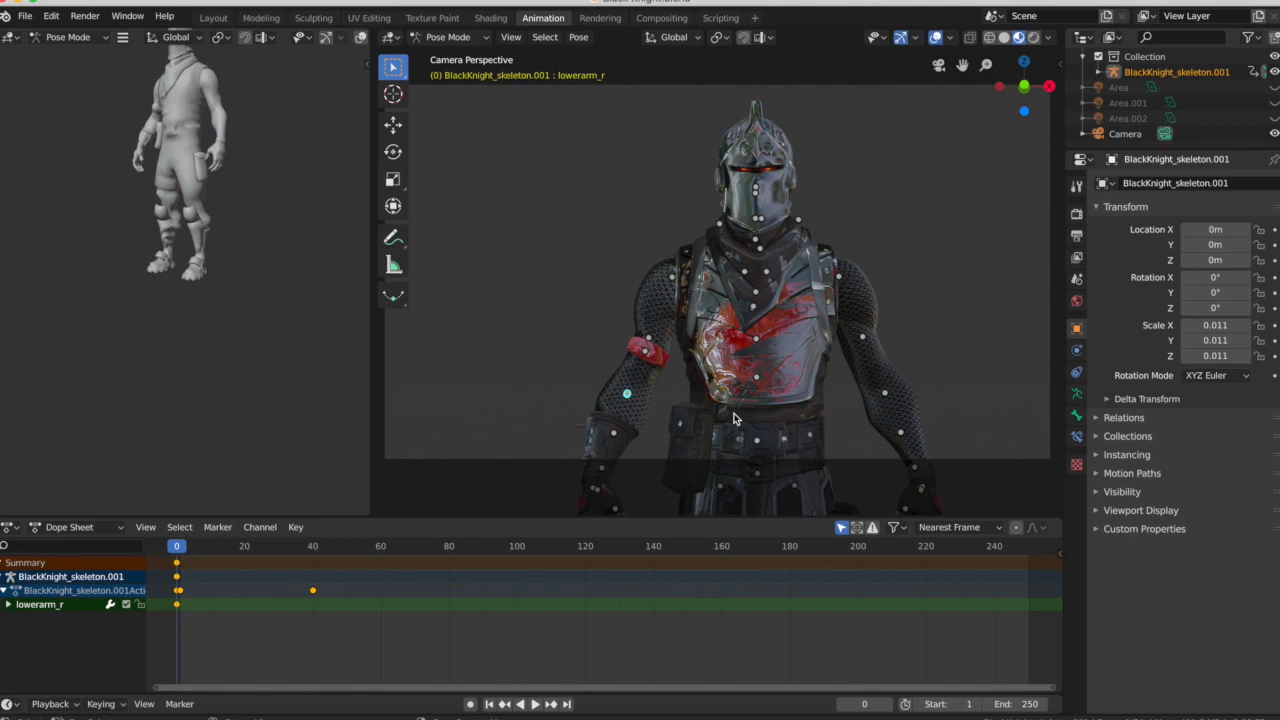 Black Knight.blend
File Edit Render Window Help Layout Modeling Sculpting UV Editing Texture Paint Shading Animation Rendering Compositing Scripting + Scene View Layer
Pose Mode Global Pose Mode View Select Pose Global
Camera Perspective
(0) BlackKnight_skeleton.001 : lowerarm_r
Z
X
Collection
BlackKnight_skeleton.001
Area
Area.001
Area.002
Camera
BlackKnight_skeleton.001
BlackKnight_skeleton.001
Transform
Location X 0m
Y 0m
Z 0m
Rotation X 0°
Y 0°
Z 0°
Scale X 0.011
Y 0.011
Z 0.011
Rotation Mode XYZ Euler
Delta Transform
Relations
Collections
Instancing
Motion Paths
Visibility
Viewport Display
Custom Properties
Dope Sheet View Select Marker Channel Key Nearest Frame
0 20 40 60 80 100 120 140 160 180 200 220 240
Summary
BlackKnight_skeleton.001
BlackKnight_skeleton.001Acti
lowerarm_r
Playback Keying View Marker 0 Start: 1 End: 250